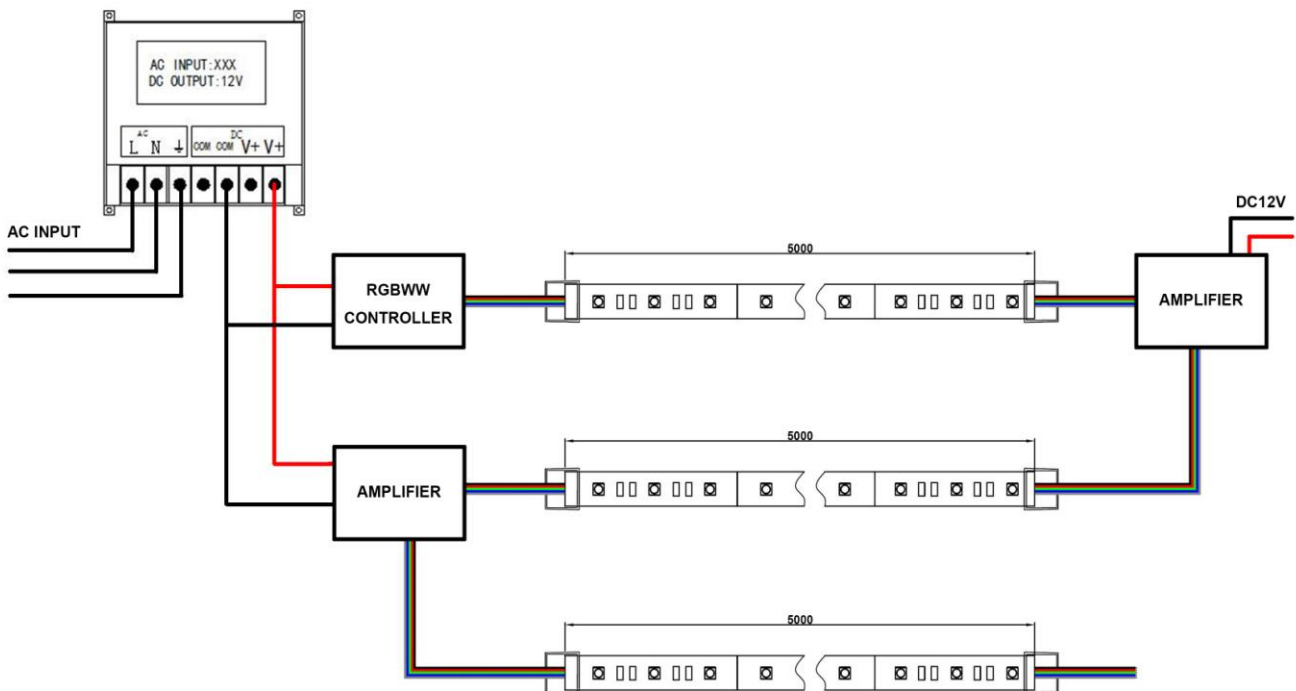 AC INPUT:XXX
DC OUTPUT:12V
AC
DC
L N ⏚ COM COM V+ V+
AC INPUT
DC12V
5000
RGBWW
CONTROLLER
AMPLIFIER
5000
AMPLIFIER
5000